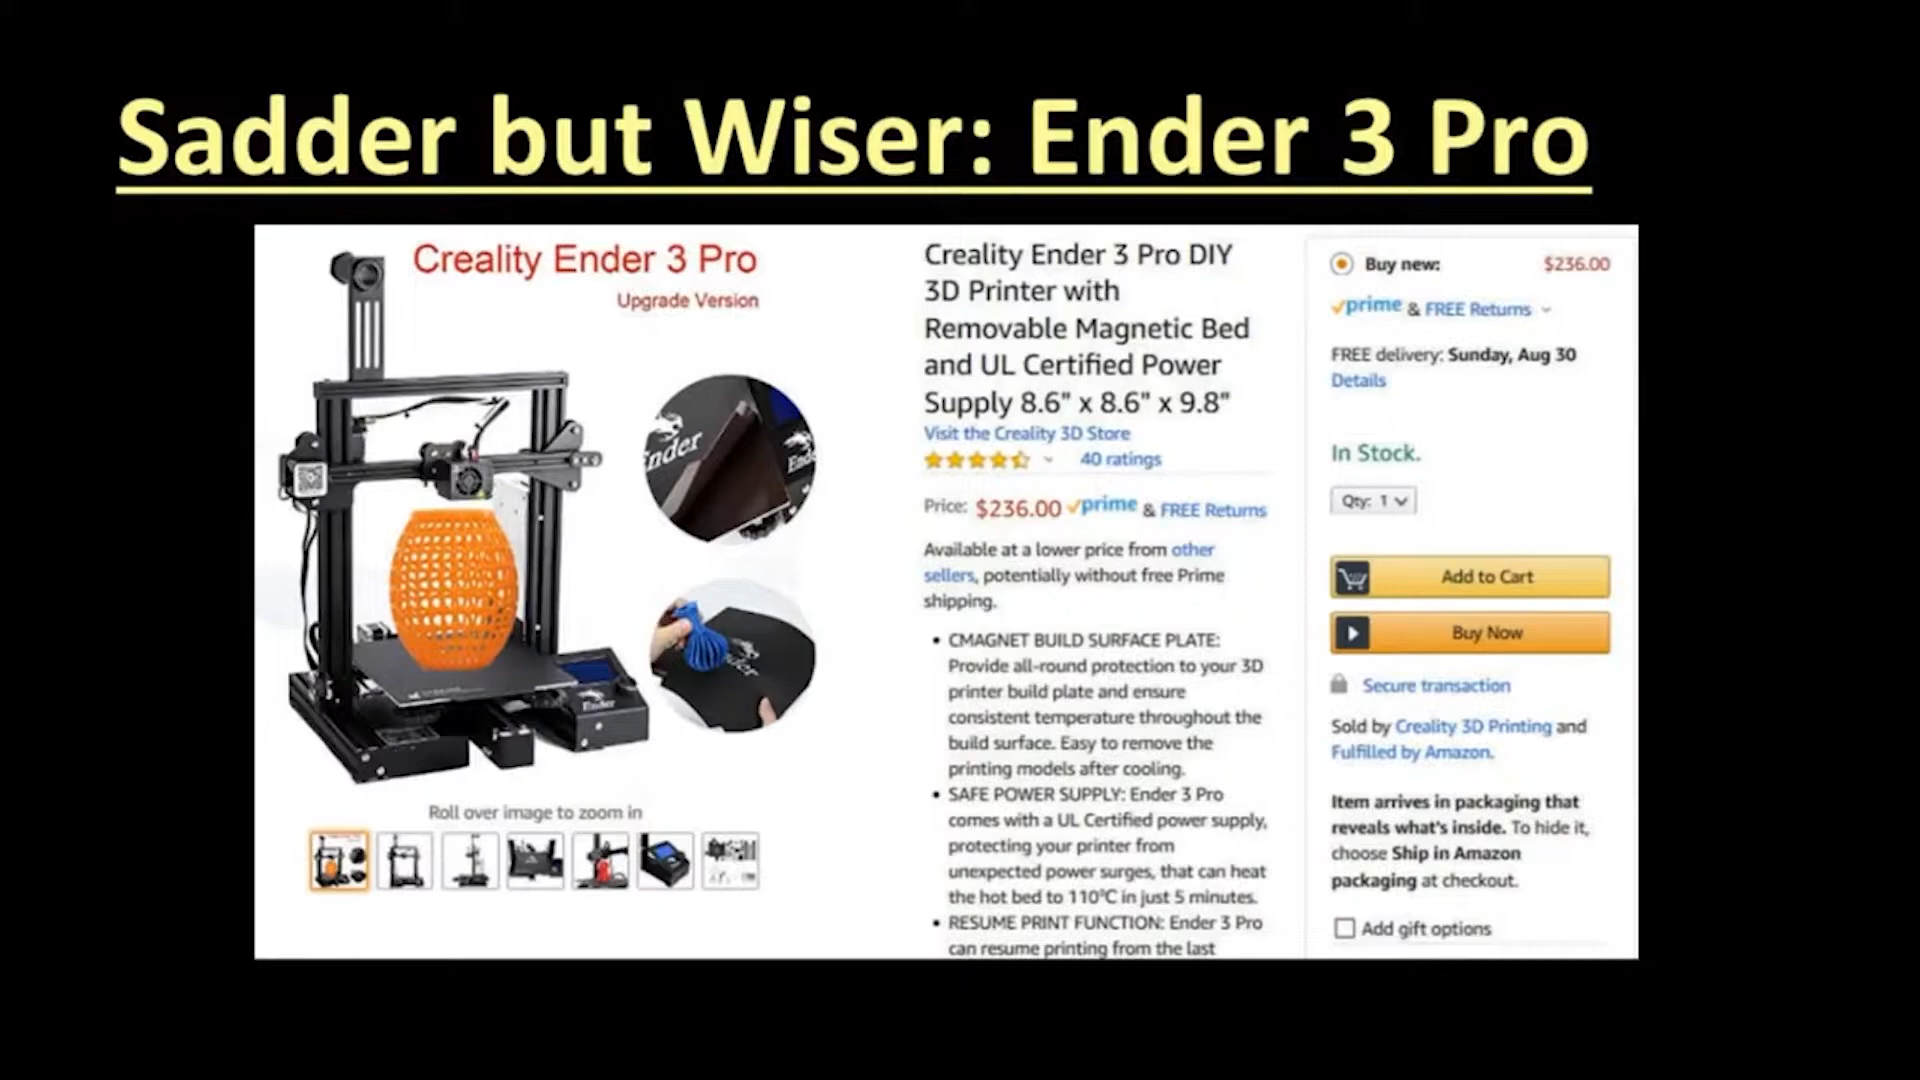 Sadder but Wiser: Ender 3 Pro
Creality Ender 3 Pro
Upgrade Version
Ender
Ender
Roll over image to zoom in
Creality Ender 3 Pro DIY
3D Printer with
Removable Magnetic Bed
and UL Certified Power
Supply 8.6" x 8.6" x 9.8"
Visit the Creality 3D Store
40 ratings
Price: $236.00 prime & FREE Returns
Available at a lower price from other
sellers, potentially without free Prime
shipping.
• CMAGNET BUILD SURFACE PLATE:
Provide all-round protection to your 3D
printer build plate and ensure
consistent temperature throughout the
build surface. Easy to remove the
printing models after cooling.
• SAFE POWER SUPPLY: Ender 3 Pro
comes with a UL Certified power supply,
protecting your printer from
unexpected power surges, that can heat
the hot bed to 110℃ in just 5 minutes.
• RESUME PRINT FUNCTION: Ender 3 Pro
can resume printing from the last
Buy new: $236.00
prime & FREE Returns
FREE delivery: Sunday, Aug 30
Details
In Stock.
Qty: 1
Add to Cart
Buy Now
Secure transaction
Sold by Creality 3D Printing and
Fulfilled by Amazon.
Item arrives in packaging that
reveals what's inside. To hide it,
choose Ship in Amazon
packaging at checkout.
Add gift options